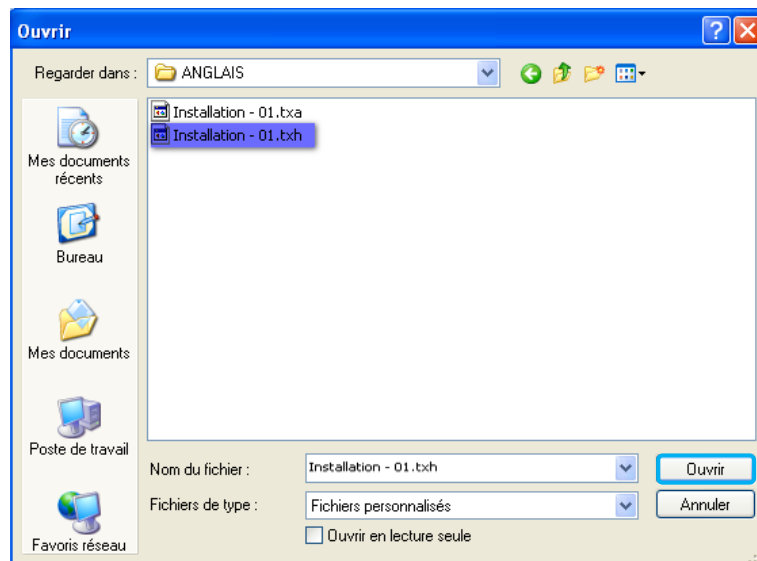 Ouvrir
Regarder dans :
ANGLAIS
Installation - 01.txa
Installation - 01.txh
Mes documents
récents
Bureau
Mes documents
Poste de travail
Favoris réseau
Nom du fichier :
Installation - 01.txh
Ouvrir
Fichiers de type :
Fichiers personnalisés
Annuler
Ouvrir en lecture seule